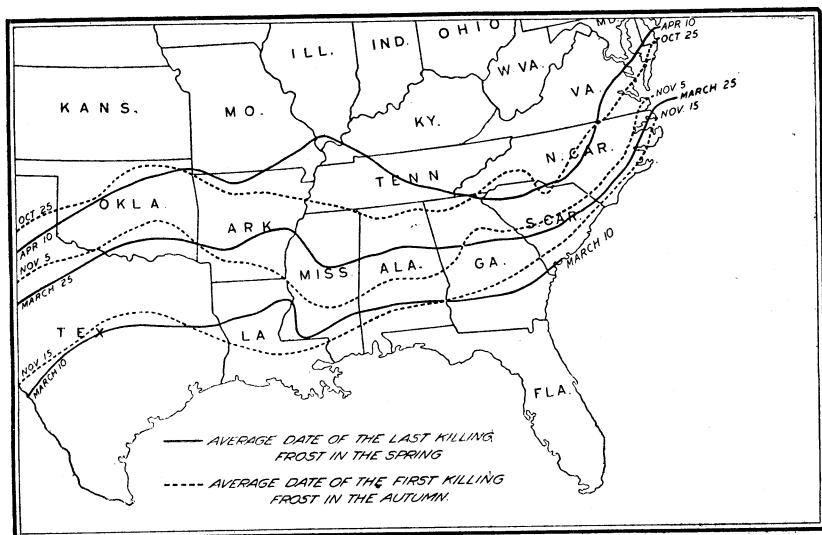 MD.
APR 10
OCT 25
OHIO
ILL.
IND.
W VA.
VA.
NOV 5
MARCH 25
NOV. 15
KANS.
MO.
KY.
N. CAR.
TENN
OCT 25
OKLA.
ARK
S. CAR.
APR 10
NOV 5
MARCH 25
MISS
ALA.
GA.
MARCH 10
TEX
LA
NOV. 15
MARCH 10
FLA.
AVERAGE DATE OF THE LAST KILLING
FROST IN THE SPRING
AVERAGE DATE OF THE FIRST KILLING
FROST IN THE AUTUMN.